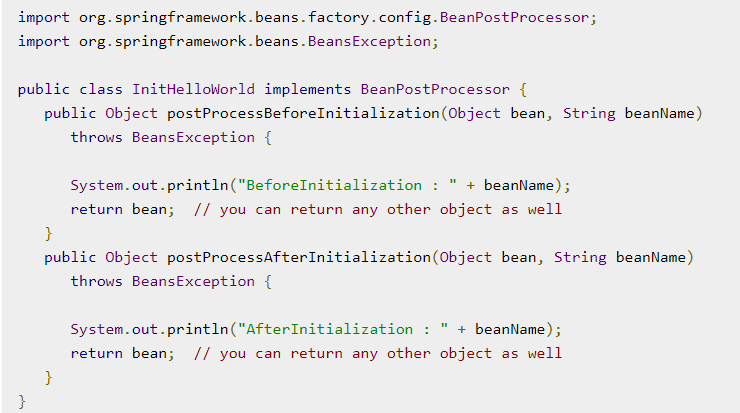 import org.springframework.beans.factory.config.BeanPostProcessor;
import org.springframework.beans.BeansException;

public class InitHelloWorld implements BeanPostProcessor {
   public Object postProcessBeforeInitialization(Object bean, String beanName)
      throws BeansException {

      System.out.println("BeforeInitialization : " + beanName);
      return bean;  // you can return any other object as well
   }
   public Object postProcessAfterInitialization(Object bean, String beanName)
      throws BeansException {

      System.out.println("AfterInitialization : " + beanName);
      return bean;  // you can return any other object as well
   }
}